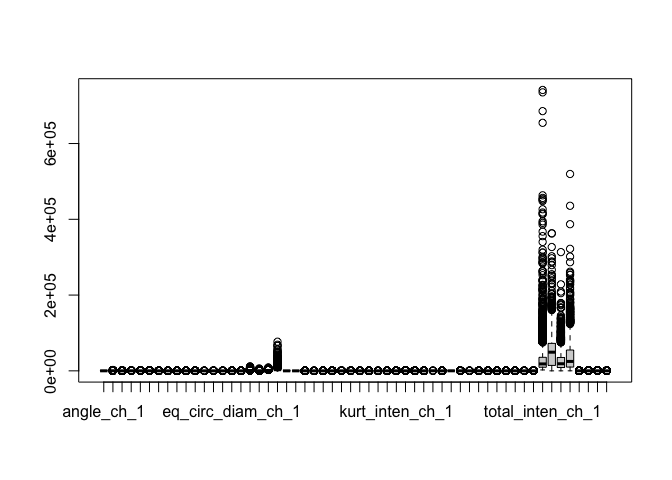 6e+05
4e+05
2e+05
0e+00
angle_ch_1 eq_circ_diam_ch_1 kurt_inten_ch_1 total_inten_ch_1